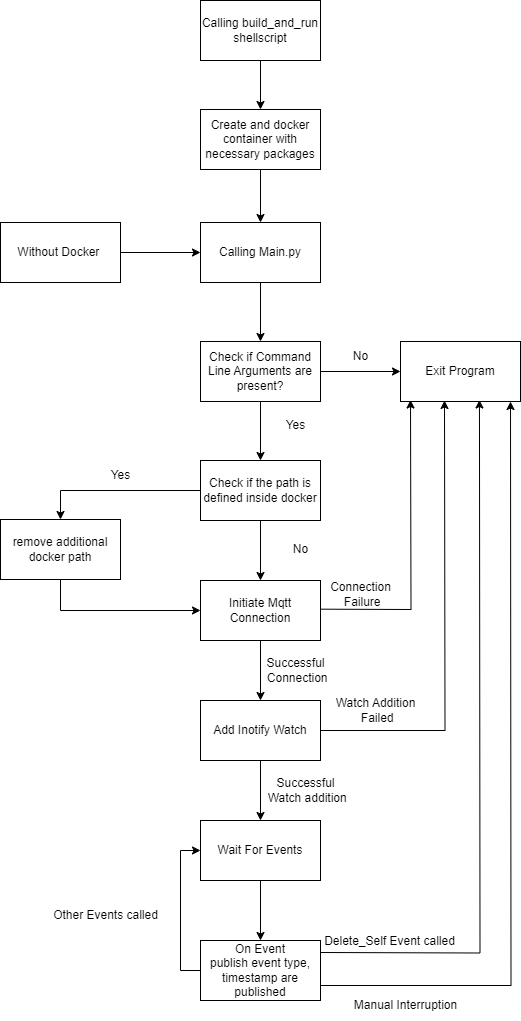 Calling build_and_run
shellscript
Create and docker
container with
necessary packages
Without Docker
Calling Main.py
Check if Command
Line Arguments are
present?
No
Exit Program
Yes
Check if the path is
defined inside docker
Yes
remove additional
docker path
No
Initiate Mqtt
Connection
Connection
Failure
Successful
Connection
Add Inotify Watch
Watch Addition
Failed
Successful
Watch addition
Wait For Events
Other Events called
On Event
publish event type,
timestamp are
published
Delete_Self Event called
Manual Interruption